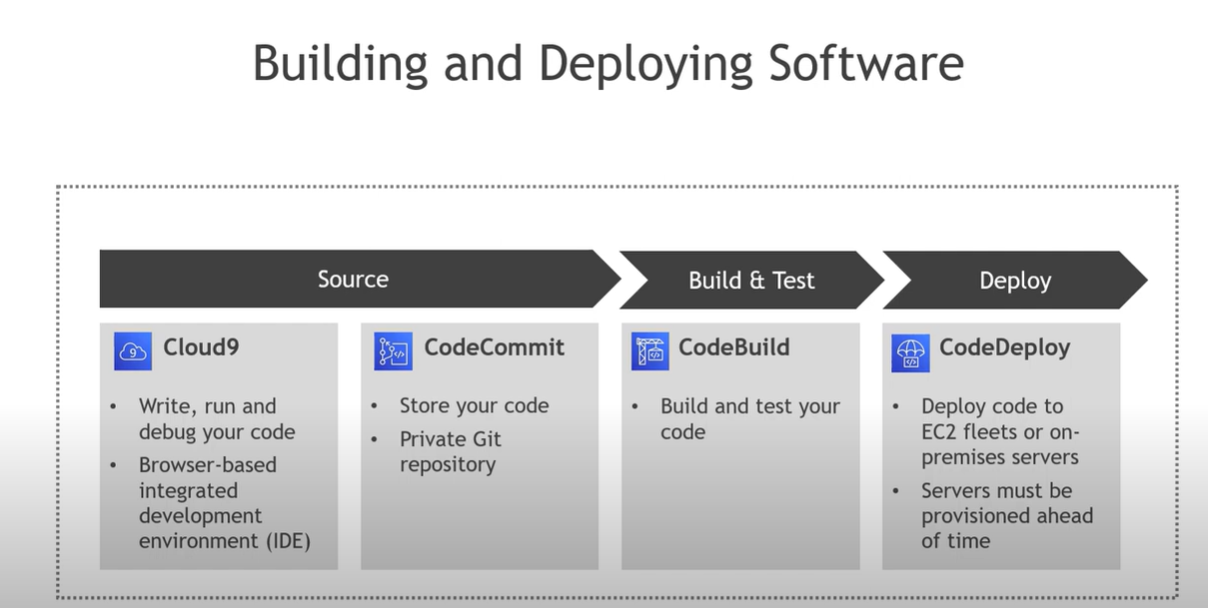 Building and Deploying Software
Source
Build & Test
Deploy
9
Cloud9
• Write, run and
debug your code
• Browser-based
integrated
development
environment (IDE)
</>
CodeCommit
• Store your code
• Private Git
repository
</>
CodeBuild
• Build and test your
code
</>
CodeDeploy
• Deploy code to
EC2 fleets or on-
premises servers
• Servers must be
provisioned ahead
of time